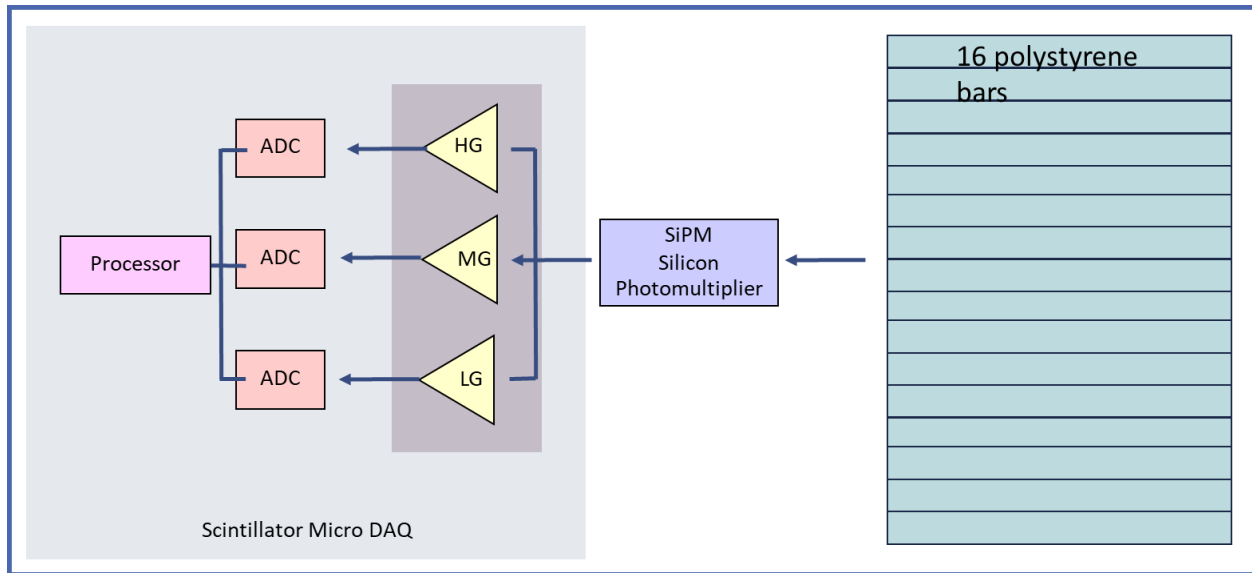 16 polystyrene
bars
ADC
HG
SiPM
Silicon
Photomultiplier
Processor
ADC
MG
ADC
LG
Scintillator Micro DAQ